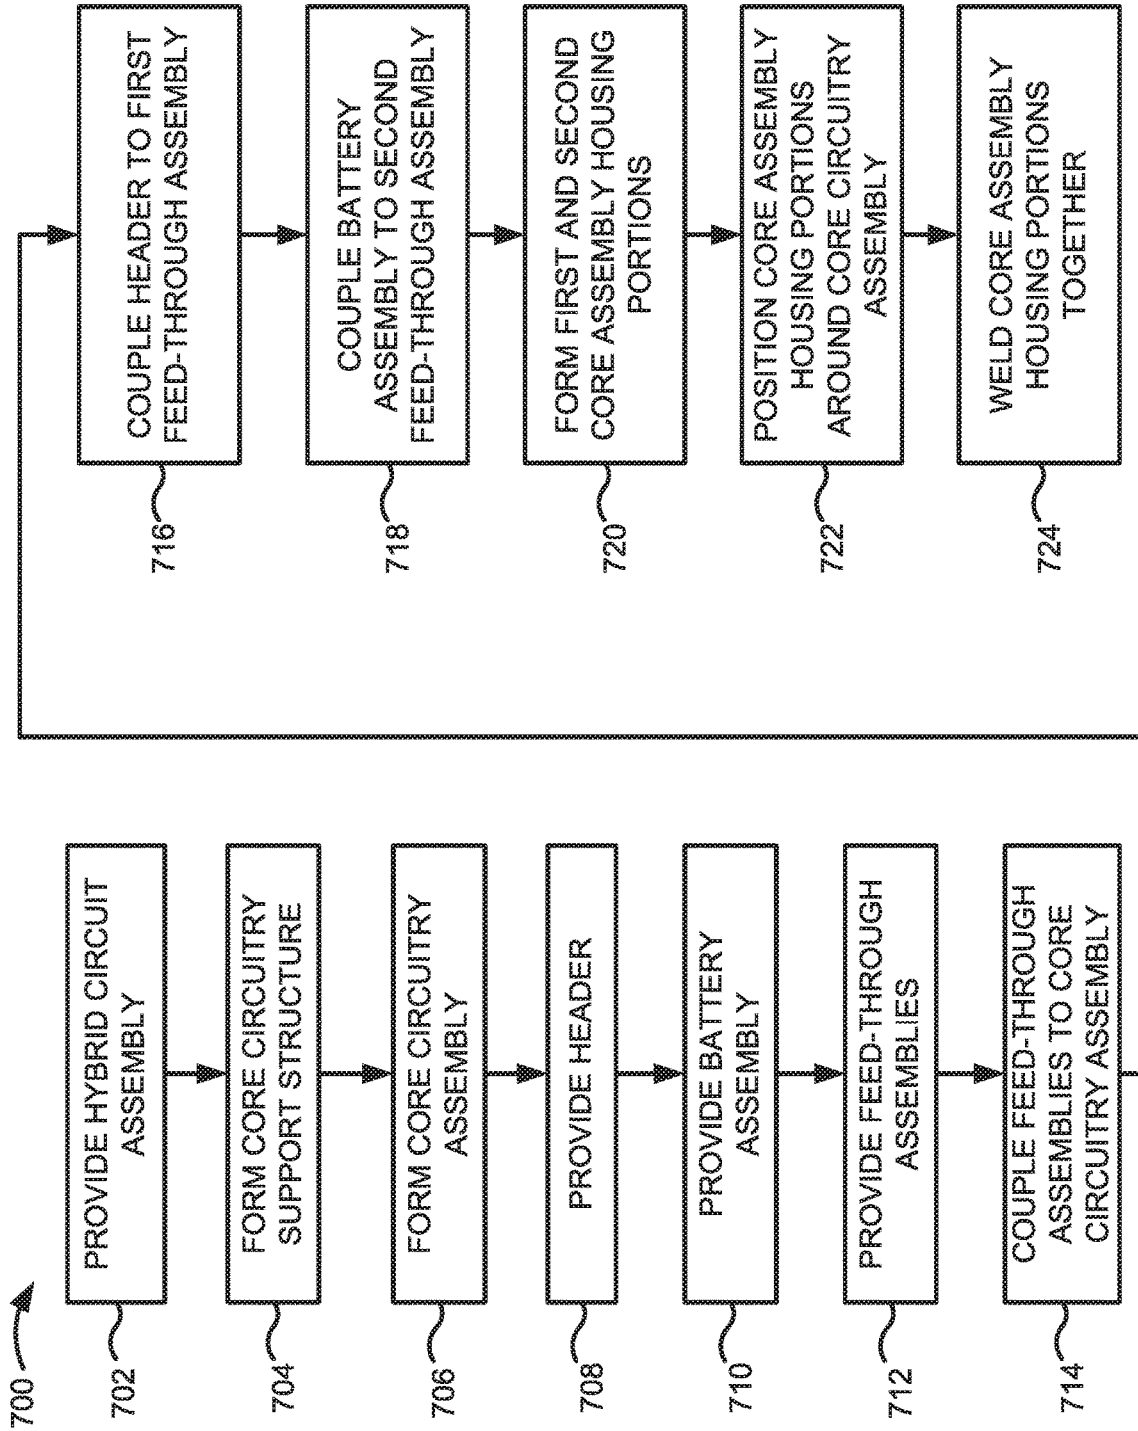 700
702
PROVIDE HYBRID CIRCUIT
ASSEMBLY
704
FORM CORE CIRCUITRY
SUPPORT STRUCTURE
706
FORM CORE CIRCUITRY
ASSEMBLY
708
PROVIDE HEADER
710
PROVIDE BATTERY
ASSEMBLY
712
PROVIDE FEED-THROUGH
ASSEMBLIES
714
COUPLE FEED-THROUGH
ASSEMBLIES TO CORE
CIRCUITRY ASSEMBLY
716
COUPLE HEADER TO FIRST
FEED-THROUGH ASSEMBLY
718
COUPLE BATTERY
ASSEMBLY TO SECOND
FEED-THROUGH ASSEMBLY
720
FORM FIRST AND SECOND
CORE ASSEMBLY HOUSING
PORTIONS
722
POSITION CORE ASSEMBLY
HOUSING PORTIONS
AROUND CORE CIRCUITRY
ASSEMBLY
724
WELD CORE ASSEMBLY
HOUSING PORTIONS
TOGETHER